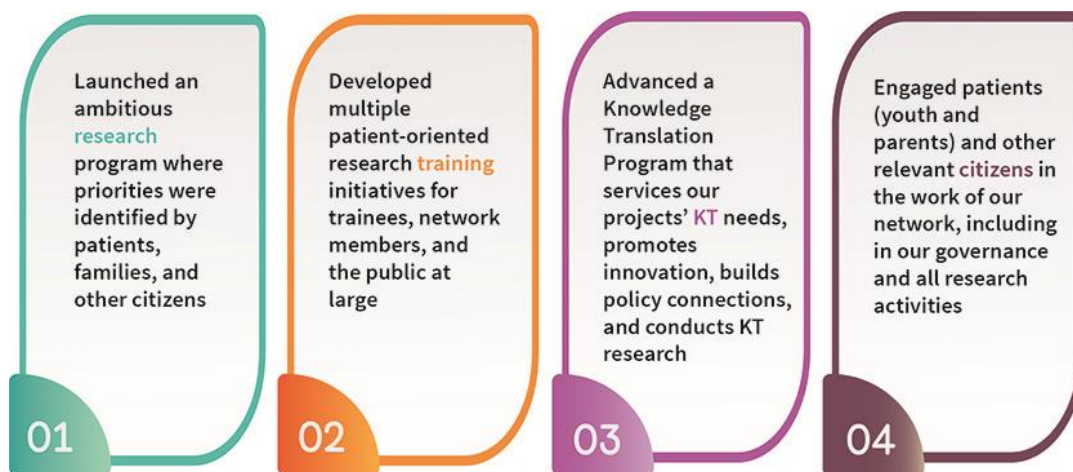 Launched an
ambitious
research
program where
priorities were
identified by
patients,
families, and
other citizens
01
Developed
multiple
patient-oriented
research training
initiatives for
trainees, network
members, and
the public at
large
02
Advanced a
Knowledge
Translation
Program that
services our
projects' KT needs,
promotes
innovation, builds
policy connections,
and conducts KT
research
03
Engaged patients
(youth and
parents) and other
relevant citizens in
the work of our
network, including
in our governance
and all research
activities
04